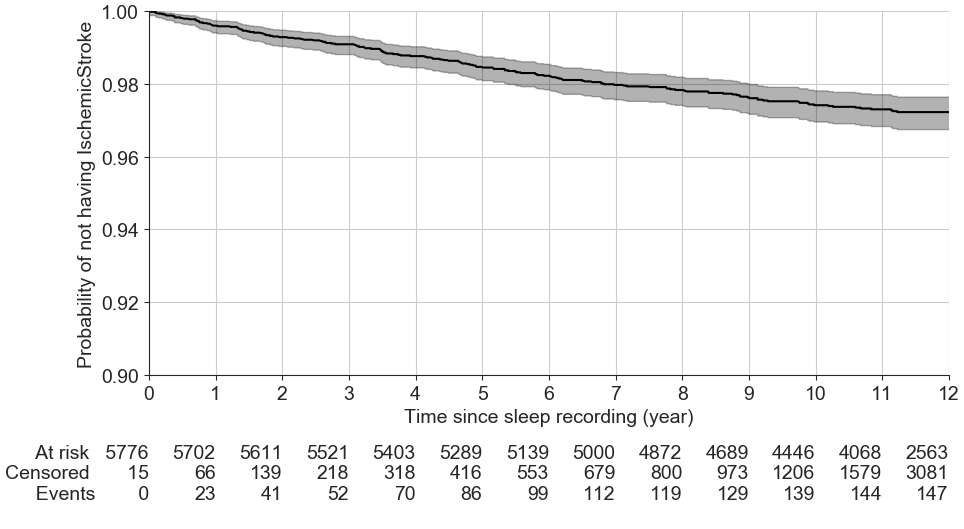 1.00
0.98
0.96
0.94
0.92
0.90
Probability of not having IschemicStroke
0 1 2 3 4 5 6 7 8 9 10 11 12
Time since sleep recording (year)
At risk 5776 5702 5611 5521 5403 5289 5139 5000 4872 4689 4446 4068 2563
Censored 15 66 139 218 318 416 553 679 800 973 1206 1579 3081
Events 0 23 41 52 70 86 99 112 119 129 139 144 147